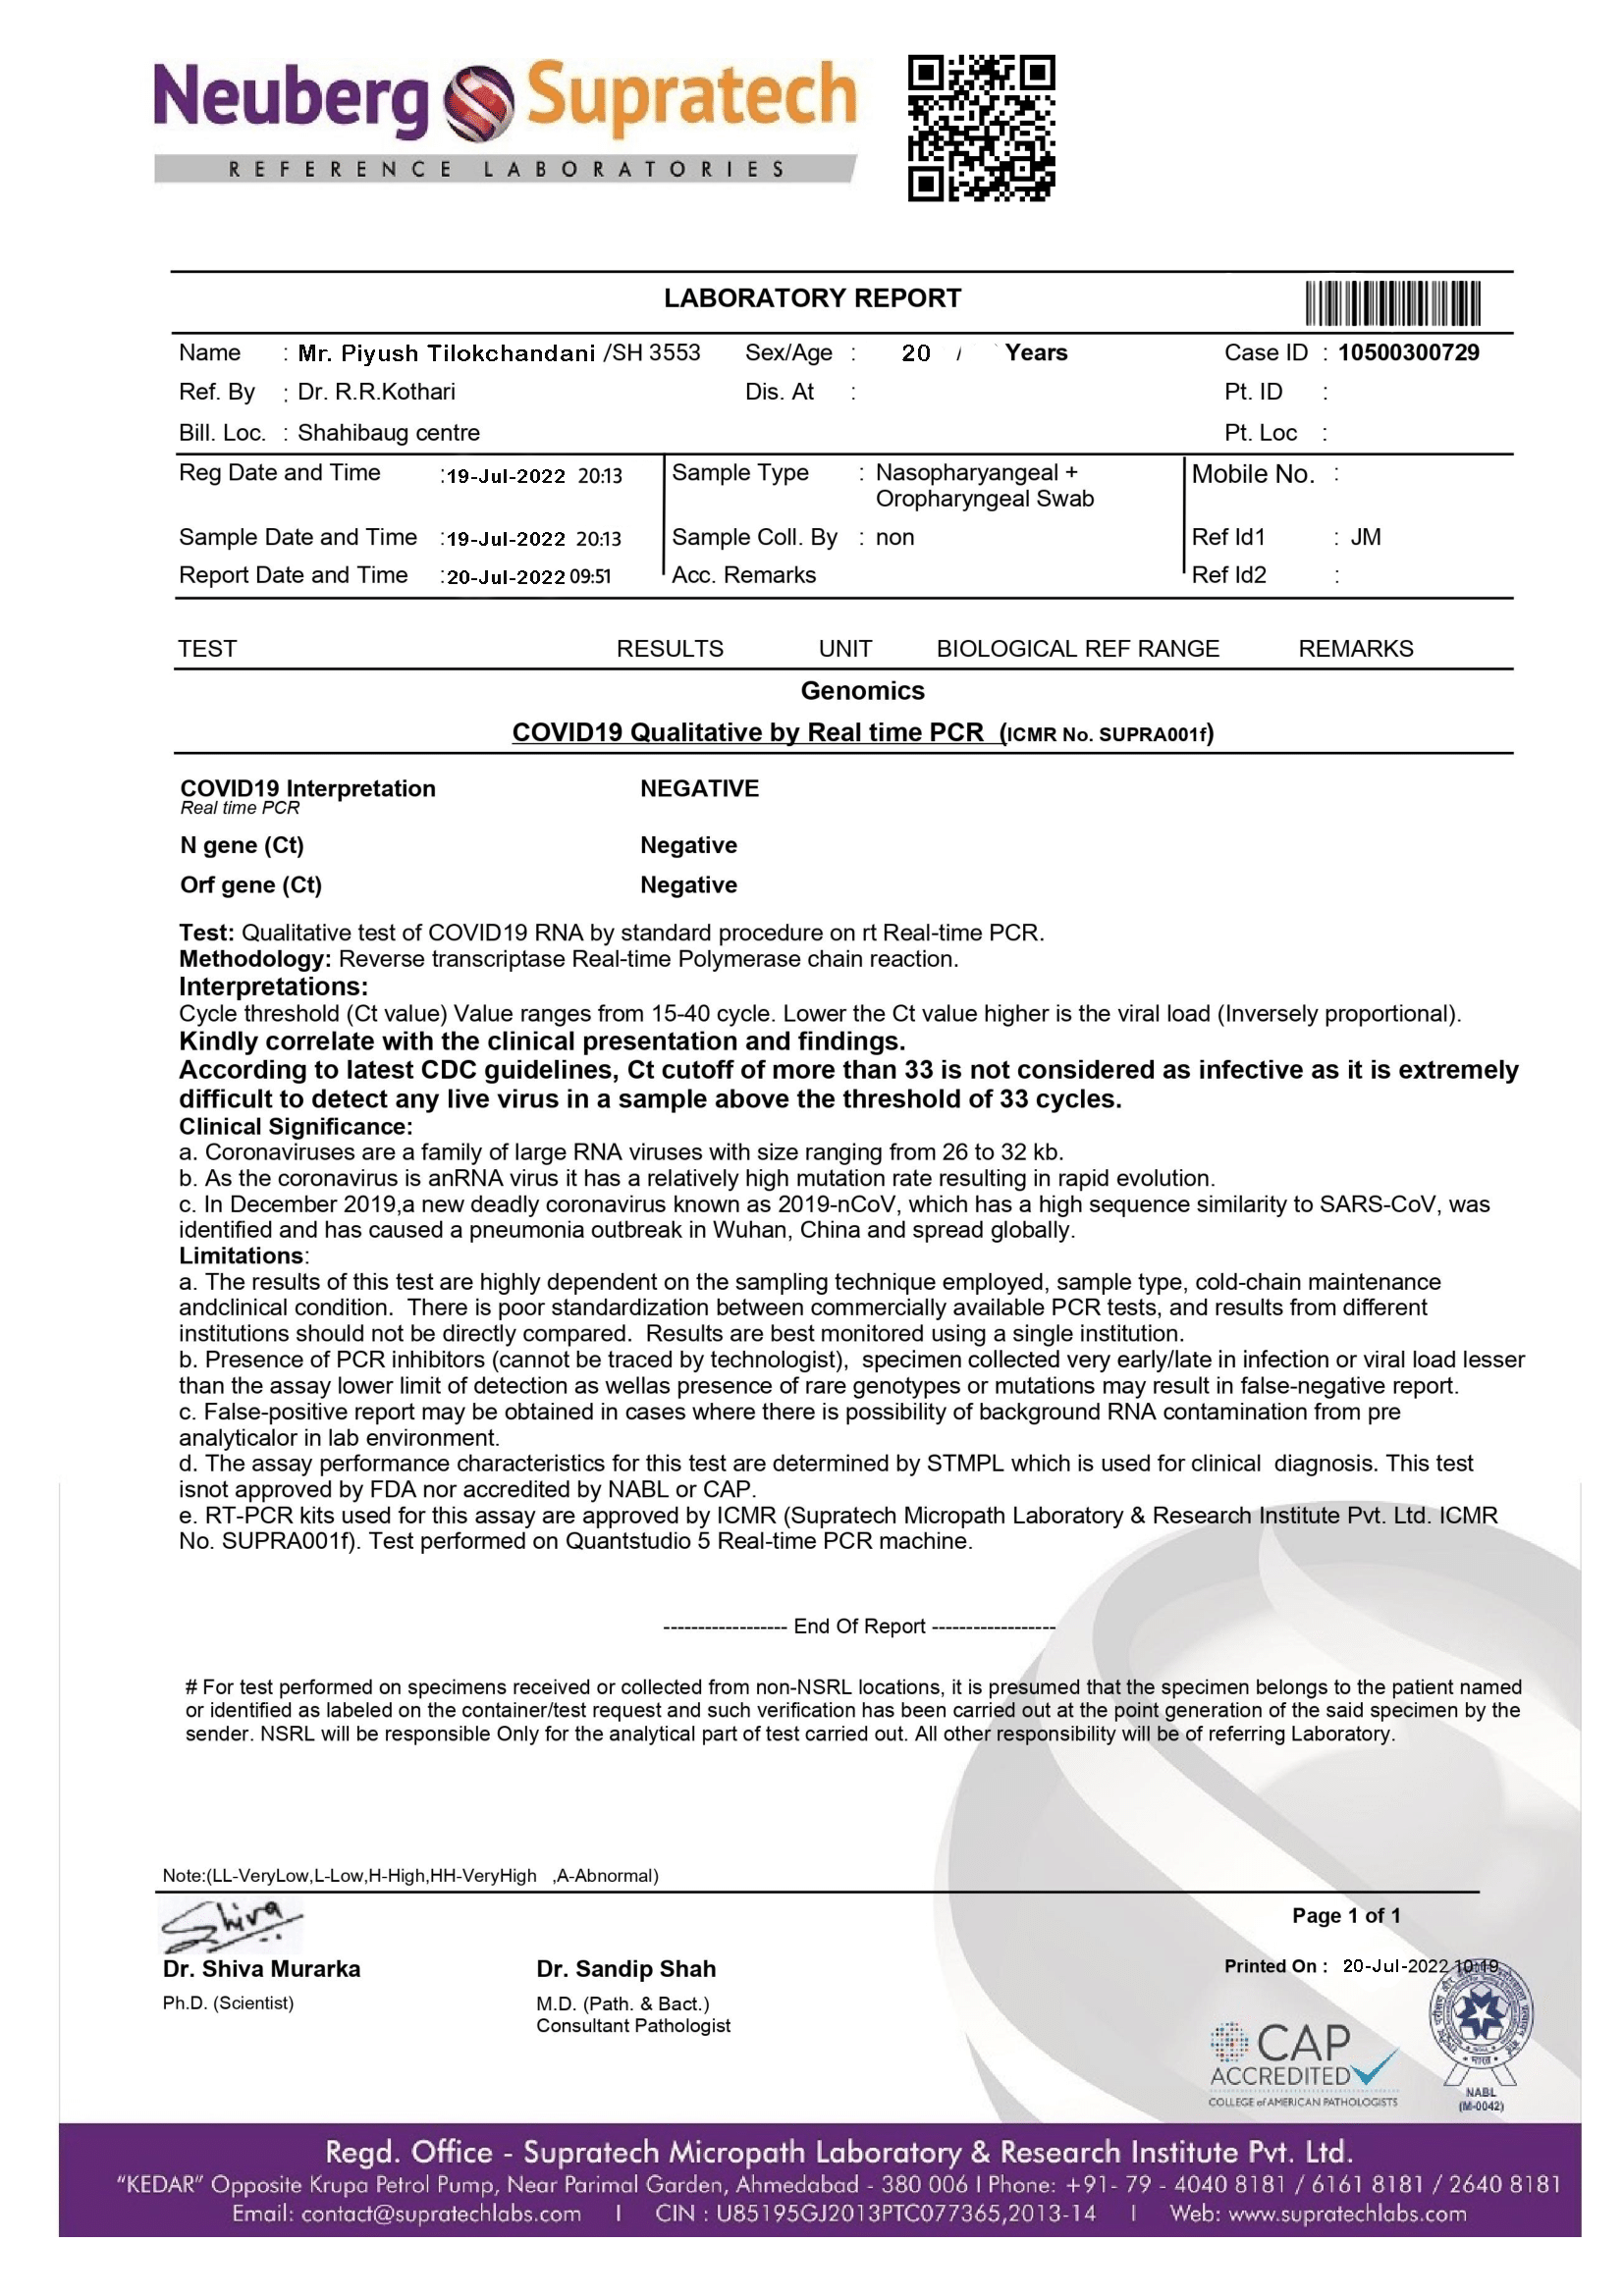 Neuberg Supratech
REFERENCE LABORATORIES
LABORATORY REPORT
Name : Mr. Piyush Tilokchandani /SH 3553 Sex/Age : 20 / Years Case ID : 10500300729
Ref. By : Dr. R.R.Kothari Dis. At : Pt. ID :
Bill. Loc. : Shahibaug centre Pt. Loc :
Reg Date and Time :19-Jul-2022 20:13 Sample Type : Nasopharyangeal + Mobile No. :
Oropharyngeal Swab
Sample Date and Time :19-Jul-2022 20:13 Sample Coll. By : non Ref Id1 : JM
Report Date and Time :20-Jul-2022 09:51 Acc. Remarks Ref Id2 :
TEST RESULTS UNIT BIOLOGICAL REF RANGE REMARKS
Genomics
COVID19 Qualitative by Real time PCR (ICMR No. SUPRA001f)
COVID19 Interpretation NEGATIVE
Real time PCR
N gene (Ct) Negative
Orf gene (Ct) Negative
Test: Qualitative test of COVID19 RNA by standard procedure on rt Real-time PCR.
Methodology: Reverse transcriptase Real-time Polymerase chain reaction.
Interpretations:
Cycle threshold (Ct value) Value ranges from 15-40 cycle. Lower the Ct value higher is the viral load (Inversely proportional).
Kindly correlate with the clinical presentation and findings.
According to latest CDC guidelines, Ct cutoff of more than 33 is not considered as infective as it is extremely
difficult to detect any live virus in a sample above the threshold of 33 cycles.
Clinical Significance:
a. Coronaviruses are a family of large RNA viruses with size ranging from 26 to 32 kb.
b. As the coronavirus is anRNA virus it has a relatively high mutation rate resulting in rapid evolution.
c. In December 2019,a new deadly coronavirus known as 2019-nCoV, which has a high sequence similarity to SARS-CoV, was
identified and has caused a pneumonia outbreak in Wuhan, China and spread globally.
Limitations:
a. The results of this test are highly dependent on the sampling technique employed, sample type, cold-chain maintenance
andclinical condition. There is poor standardization between commercially available PCR tests, and results from different
institutions should not be directly compared. Results are best monitored using a single institution.
b. Presence of PCR inhibitors (cannot be traced by technologist), specimen collected very early/late in infection or viral load lesser
than the assay lower limit of detection as wellas presence of rare genotypes or mutations may result in false-negative report.
c. False-positive report may be obtained in cases where there is possibility of background RNA contamination from pre
analyticalor in lab environment.
d. The assay performance characteristics for this test are determined by STMPL which is used for clinical diagnosis. This test
isnot approved by FDA nor accredited by NABL or CAP.
e. RT-PCR kits used for this assay are approved by ICMR (Supratech Micropath Laboratory & Research Institute Pvt. Ltd. ICMR
No. SUPRA001f). Test performed on Quantstudio 5 Real-time PCR machine.
------------------ End Of Report ------------------
# For test performed on specimens received or collected from non-NSRL locations, it is presumed that the specimen belongs to the patient named
or identified as labeled on the container/test request and such verification has been carried out at the point generation of the said specimen by the
sender. NSRL will be responsible Only for the analytical part of test carried out. All other responsibility will be of referring Laboratory.
Note:(LL-VeryLow,L-Low,H-High,HH-VeryHigh ,A-Abnormal)
Shiva
Page 1 of 1
Dr. Shiva Murarka Dr. Sandip Shah Printed On : 20-Jul-2022 10:19
Ph.D. (Scientist) M.D. (Path. & Bact.)
Consultant Pathologist
CAP
ACCREDITED
COLLEGE of AMERICAN PATHOLOGISTS
NABL
(M-0042)
Regd. Office - Supratech Micropath Laboratory & Research Institute Pvt. Ltd.
"KEDAR" Opposite Krupa Petrol Pump, Near Parimal Garden, Ahmedabad - 380 006 I Phone: +91- 79 - 4040 8181 / 6161 8181 / 2640 8181
Email: contact@supratechlabs.com I CIN : U85195GJ2013PTC077365,2013-14 I Web: www.supratechlabs.com